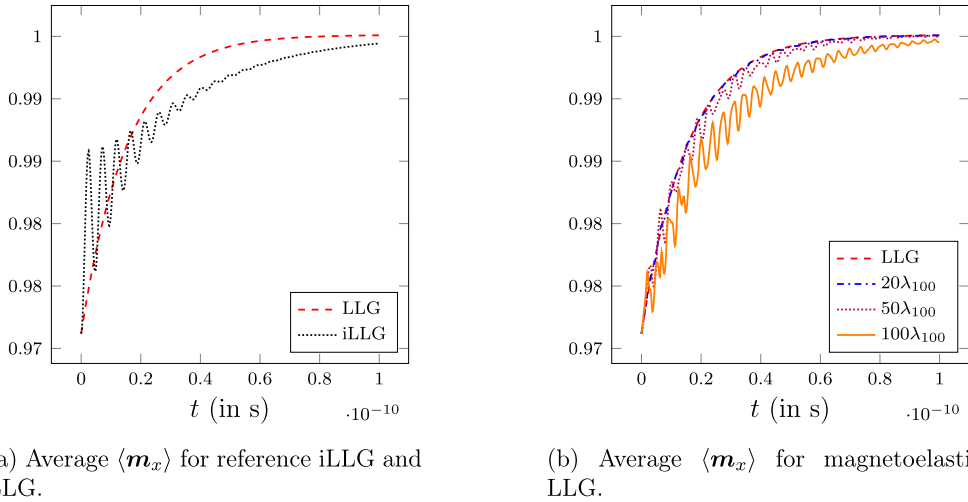 1
0.99
0.99
0.98
0.98
0.97
0 0.2 0.4 0.6 0.8 1
t (in s)
·10⁻¹⁰
LLG
iLLG
a) Average ⟨𝒎ₓ⟩ for reference iLLG and
LLG.
1
0.99
0.99
0.98
0.98
0.97
0 0.2 0.4 0.6 0.8 1
t (in s)
·10⁻¹⁰
LLG
20λ₁₀₀
50λ₁₀₀
100λ₁₀₀
(b) Average ⟨𝒎ₓ⟩ for magnetoelasti
LLG.